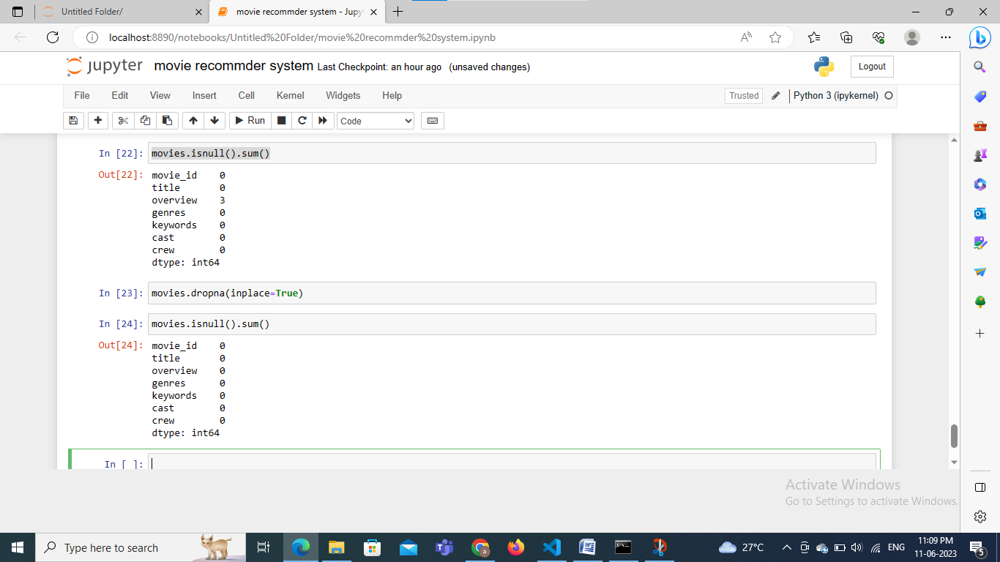 Untitled Folder/
movie recommder system - Jupyt
localhost:8890/notebooks/Untitled%20Folder/movie%20recommder%20system.ipynb
jupyter movie recommder system Last Checkpoint: an hour ago (unsaved changes)
Logout
File Edit View Insert Cell Kernel Widgets Help
Trusted Python 3 (ipykernel)
Run Code
In [22]: movies.isnull().sum()
Out[22]: movie_id 0
title 0
overview 3
genres 0
keywords 0
cast 0
crew 0
dtype: int64
In [23]: movies.dropna(inplace=True)
In [24]: movies.isnull().sum()
Out[24]: movie_id 0
title 0
overview 0
genres 0
keywords 0
cast 0
crew 0
dtype: int64
In [ ]:
Activate Windows
Go to Settings to activate Windows.
Type here to search
27°C
ENG
11:09 PM
11-06-2023
5